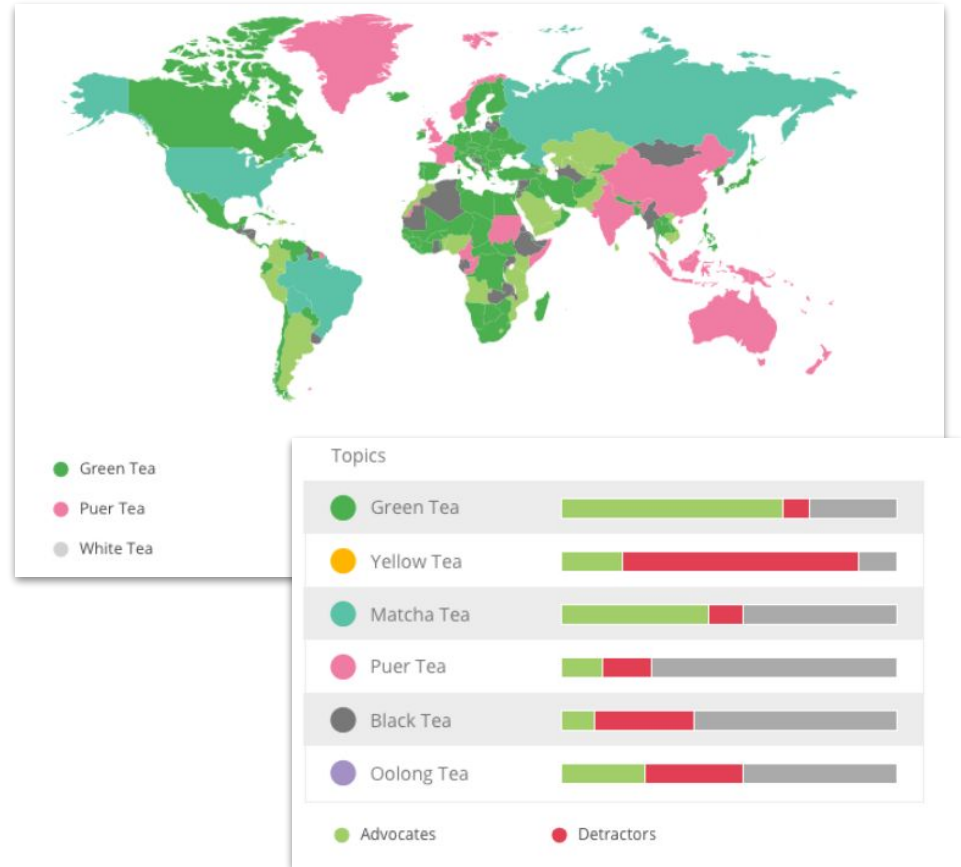 Green Tea
Puer Tea
White Tea
Topics
Green Tea
Yellow Tea
Matcha Tea
Puer Tea
Black Tea
Oolong Tea
Advocates Detractors